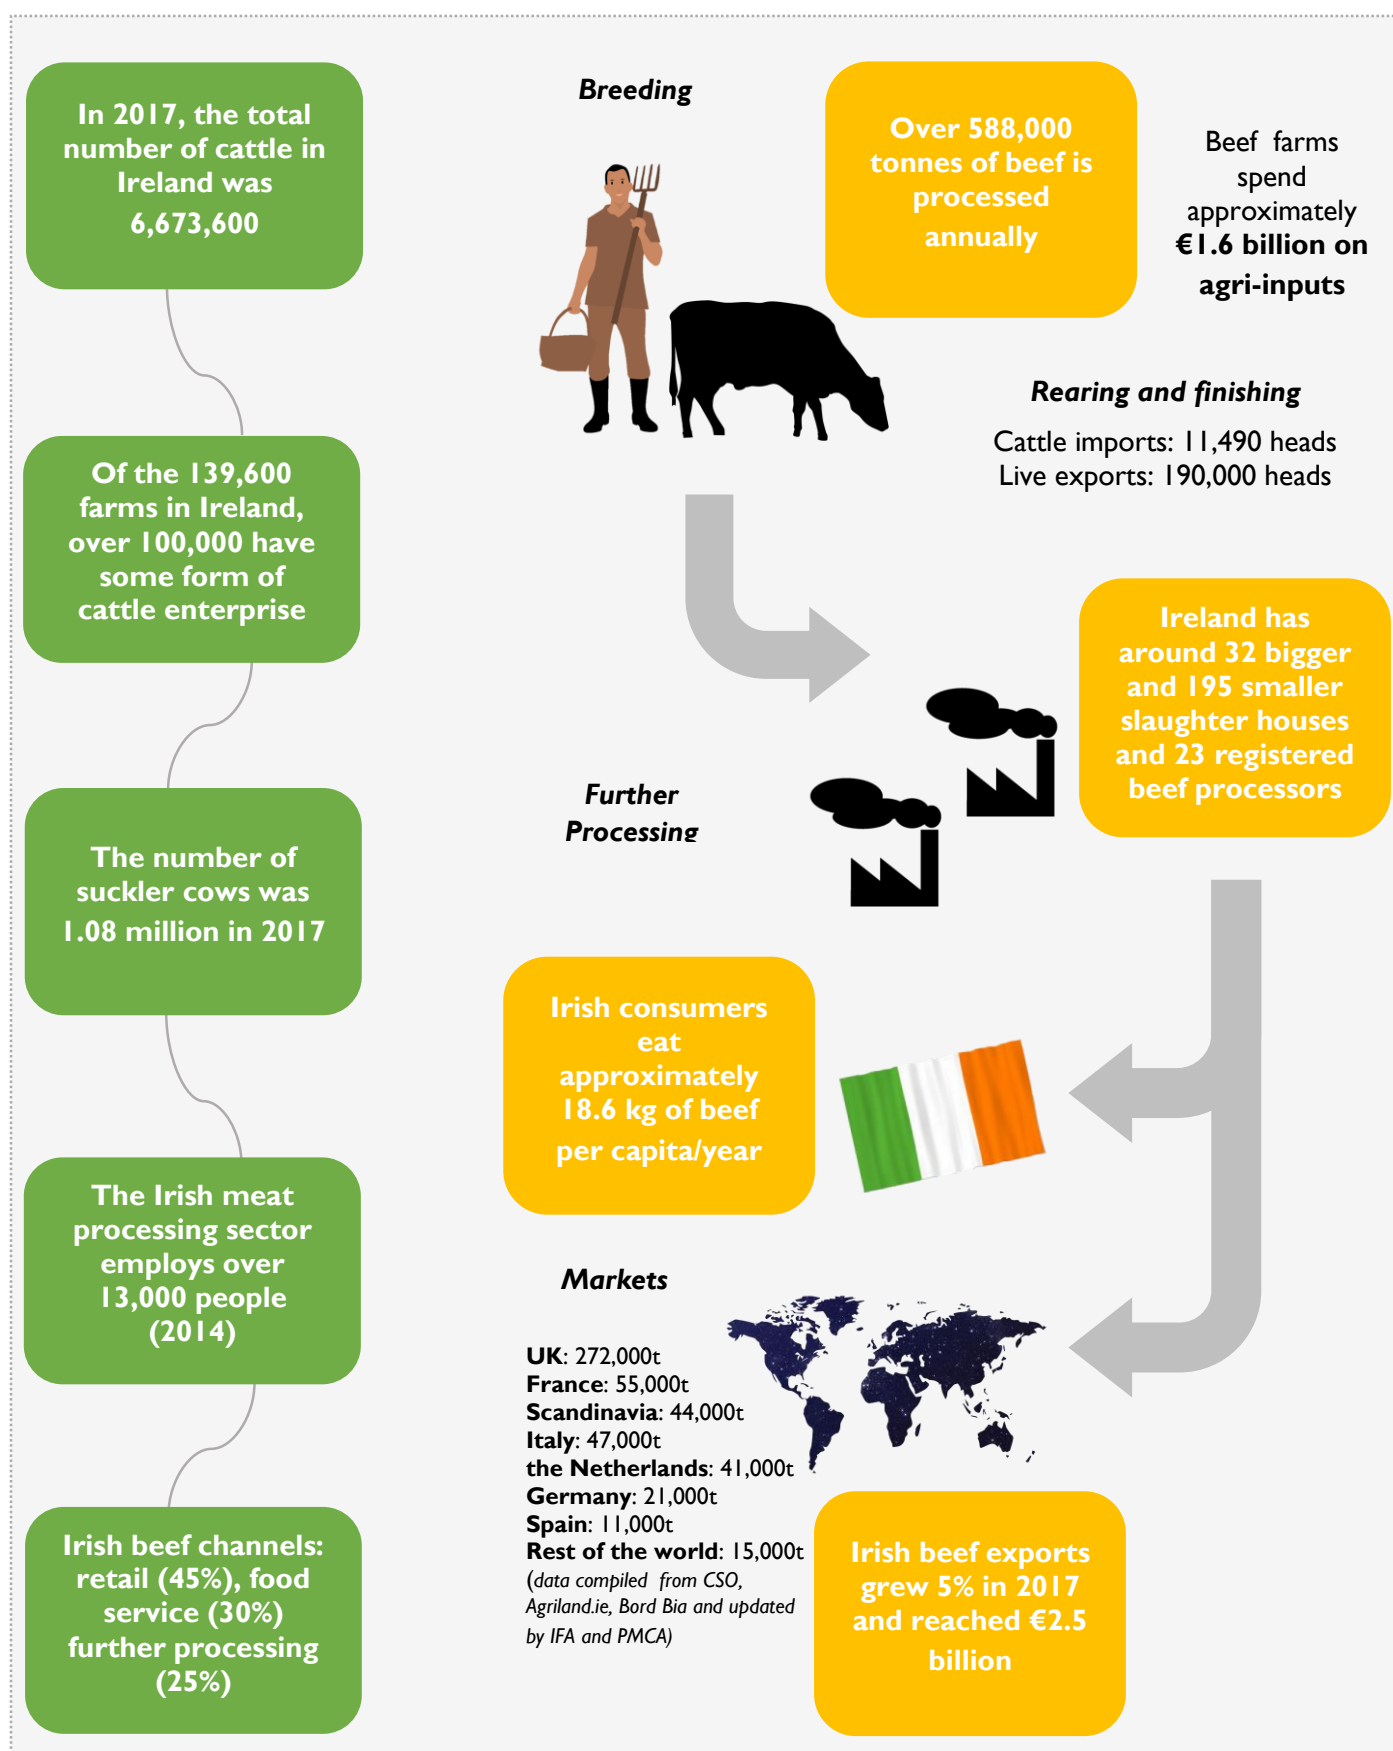 In 2017, the total
number of cattle in
Ireland was
6,673,600
Of the 139,600
farms in Ireland,
over 100,000 have
some form of
cattle enterprise
The number of
suckler cows was
1.08 million in 2017
The Irish meat
processing sector
employs over
13,000 people
(2014)
Irish beef channels:
retail (45%), food
service (30%)
further processing
(25%)
Breeding
Over 588,000
tonnes of beef is
processed
annually
Beef farms
spend
approximately
€1.6 billion on
agri-inputs
Rearing and finishing
Cattle imports: 11,490 heads
Live exports: 190,000 heads
Ireland has
around 32 bigger
and 195 smaller
slaughter houses
and 23 registered
beef processors
Further
Processing
Irish consumers
eat
approximately
18.6 kg of beef
per capita/year
Markets
UK: 272,000t
France: 55,000t
Scandinavia: 44,000t
Italy: 47,000t
the Netherlands: 41,000t
Germany: 21,000t
Spain: 11,000t
Rest of the world: 15,000t
(data compiled from CSO,
Agriland.ie, Bord Bia and updated
by IFA and PMCA)
Irish beef exports
grew 5% in 2017
and reached €2.5
billion